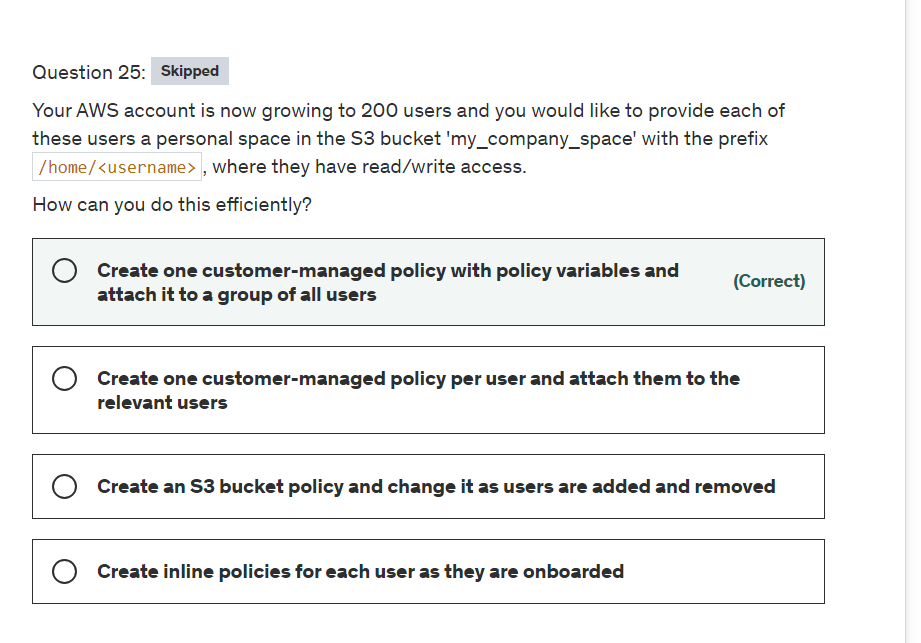 Question 25: Skipped
Your AWS account is now growing to 200 users and you would like to provide each of
these users a personal space in the S3 bucket 'my_company_space' with the prefix
/home/<username>, where they have read/write access.
How can you do this efficiently?
Create one customer-managed policy with policy variables and
attach it to a group of all users
(Correct)
Create one customer-managed policy per user and attach them to the
relevant users
Create an S3 bucket policy and change it as users are added and removed
Create inline policies for each user as they are onboarded